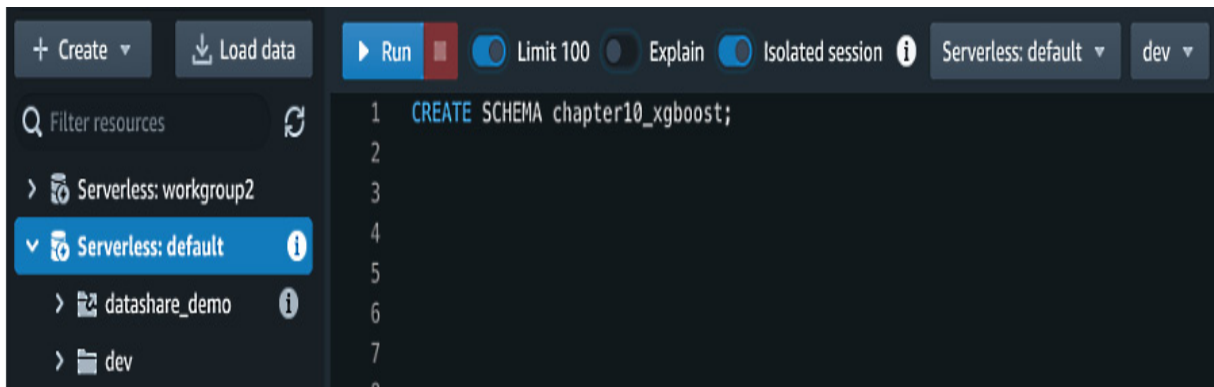 + Create Load data
Run Limit 100 Explain Isolated session i Serverless: default dev
Filter resources
Serverless: workgroup2
Serverless: default i
datashare_demo i
dev
1 CREATE SCHEMA chapter10_xgboost;
2
3
4
5
6
7